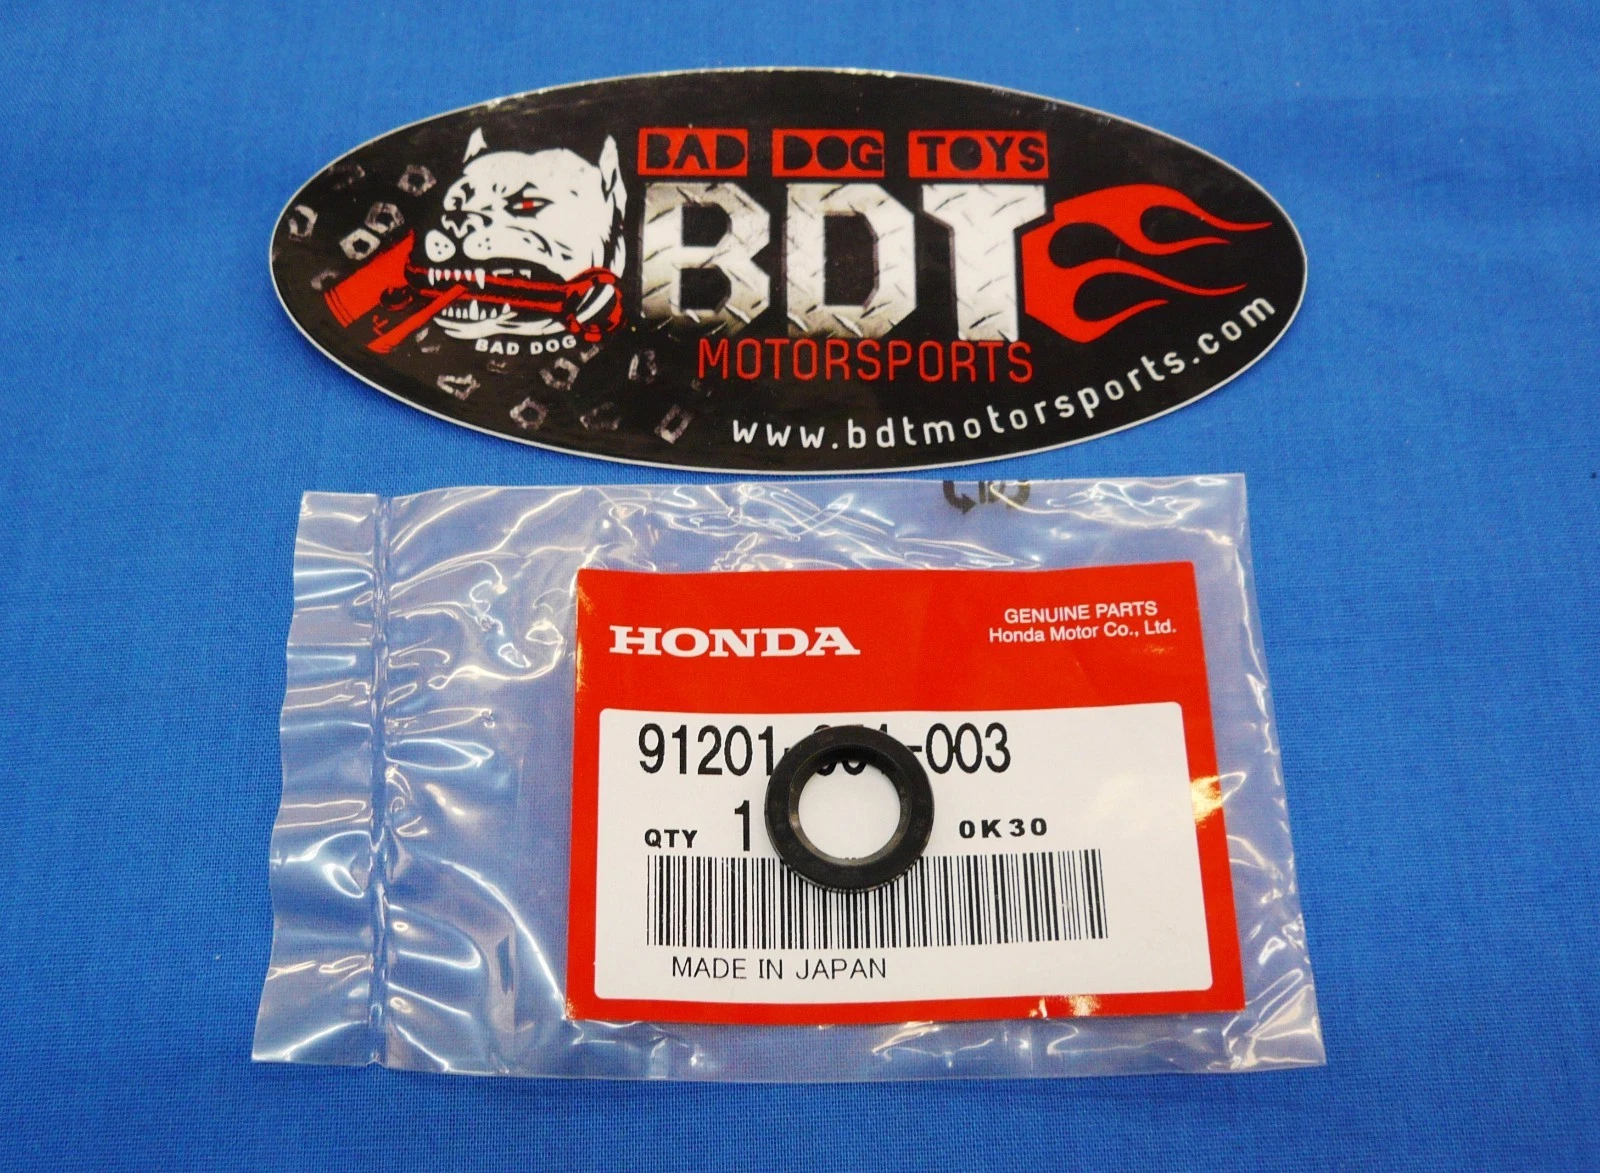 BAD DOG TOYS
BDT
MOTORSPORTS
BAD DOG
www.bdtmotorsports.com
HONDA
GENUINE PARTS
Honda Motor Co., Ltd.
QTY 1
0K30
MADE IN JAPAN